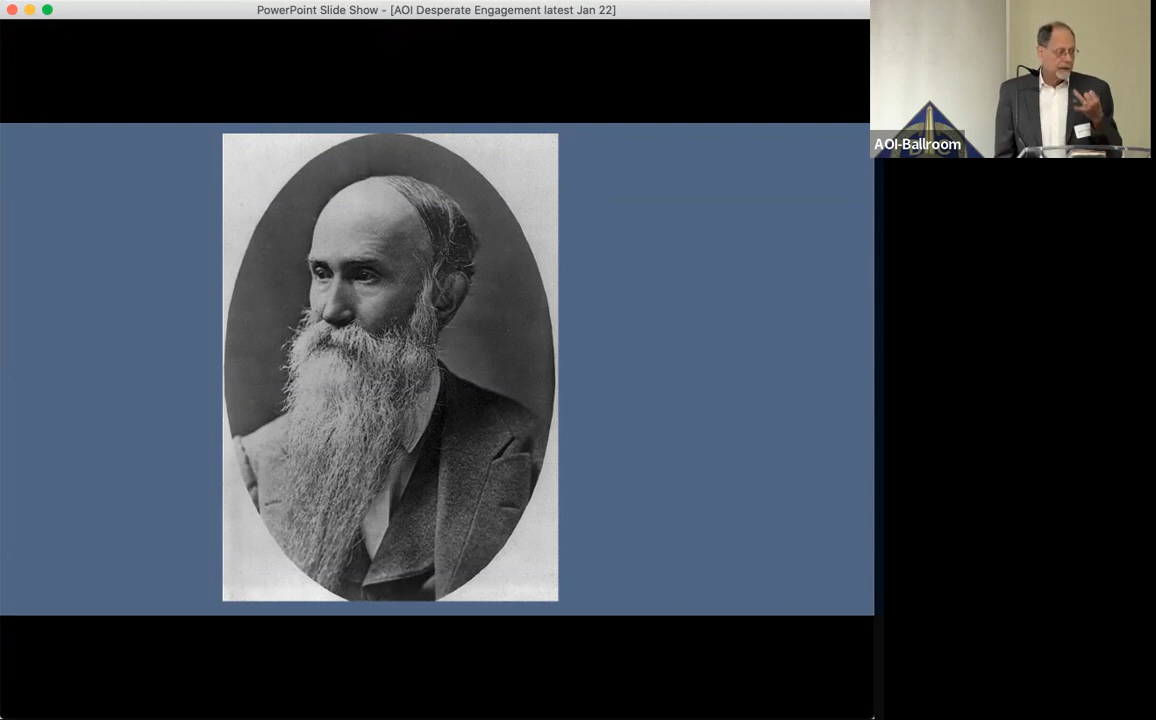 PowerPoint Slide Show - [AOI Desperate Engagement latest Jan 22]
AOI-Ballroom